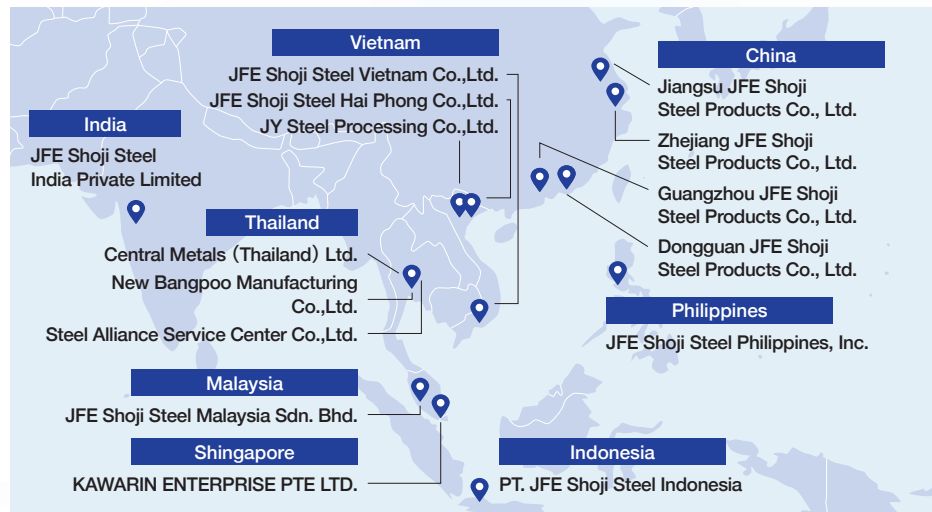 Vietnam
JFE Shoji Steel Vietnam Co.,Ltd.
JFE Shoji Steel Hai Phong Co.,Ltd.
JY Steel Processing Co.,Ltd.
China
Jiangsu JFE Shoji
Steel Products Co., Ltd.
Zhejiang JFE Shoji
Steel Products Co., Ltd.
Guangzhou JFE Shoji
Steel Products Co., Ltd.
Dongguan JFE Shoji
Steel Products Co., Ltd.
India
JFE Shoji Steel
India Private Limited
Thailand
Central Metals（Thailand）Ltd.
New Bangpoo Manufacturing
Co.,Ltd.
Steel Alliance Service Center Co.,Ltd.
Philippines
JFE Shoji Steel Philippines, Inc.
Malaysia
JFE Shoji Steel Malaysia Sdn. Bhd.
Shingapore
KAWARIN ENTERPRISE PTE LTD.
Indonesia
PT. JFE Shoji Steel Indonesia